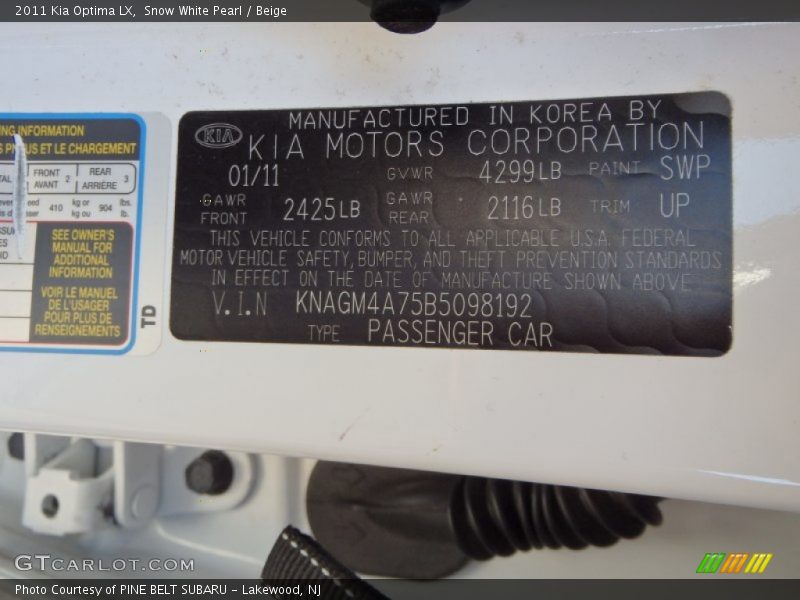 2011 Kia Optima LX, Snow White Pearl / Beige
MANUFACTURED IN KOREA BY
KIA KIA MOTORS CORPORATION
01/11 GVWR 4299LB PAINT SWP
GAWR FRONT 2425LB GAWR REAR 2116LB TRIM UP
THIS VEHICLE CONFORMS TO ALL APPLICABLE U.S.A. FEDERAL
MOTOR VEHICLE SAFETY, BUMPER, AND THEFT PREVENTION STANDARDS
IN EFFECT ON THE DATE OF MANUFACTURE SHOWN ABOVE
V.I.N KNAGM4A75B5098192
TYPE PASSENGER CAR
INFORMATION
ET LE CHARGEMENT
FRONT AVANT 2 REAR ARRIÈRE 3
410 kg or kg ou 904 lbs. lb.
SEE OWNER'S
MANUAL FOR
ADDITIONAL
INFORMATION
VOIR LE MANUEL
DE L'USAGER
POUR PLUS DE
RENSEIGNEMENTS
TD
GTCARLOT.COM
Photo Courtesy of PINE BELT SUBARU - Lakewood, NJ